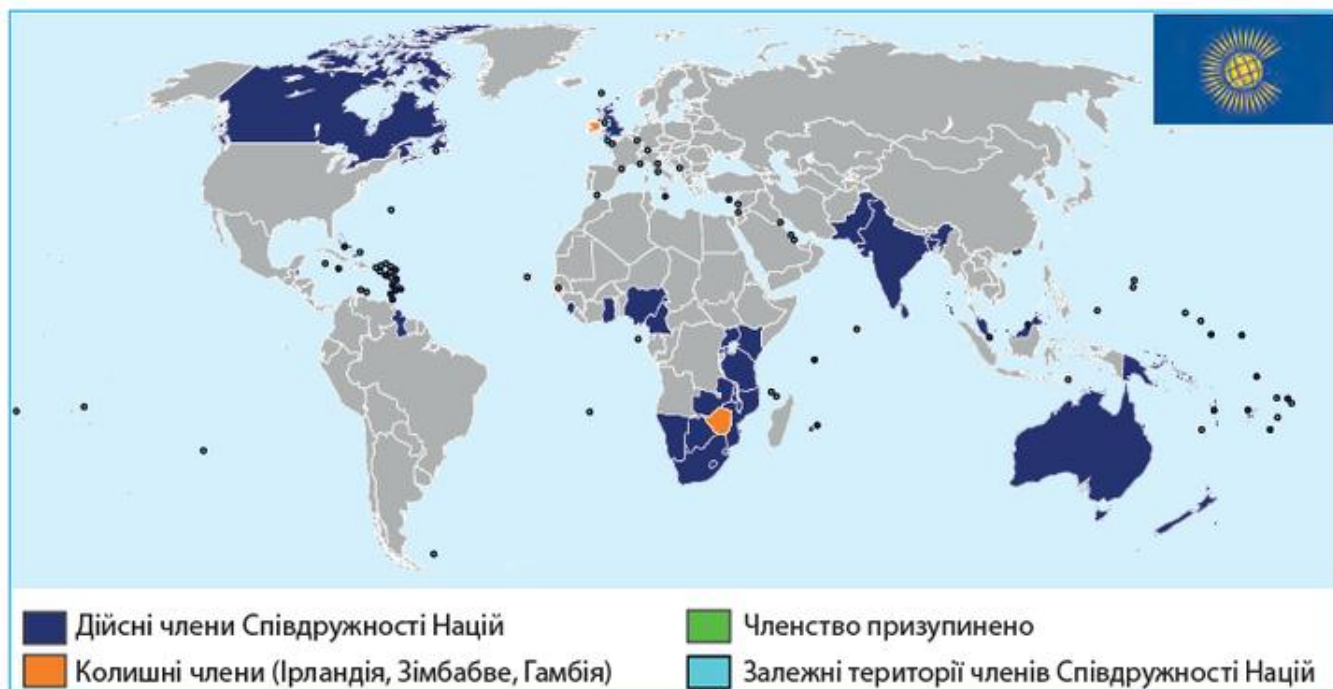 Дійсні члени Співдружності Націй
Колишні члени (Ірландія, Зімбабве, Гамбія)
Членство призупинено
Залежні території членів Співдружності Націй